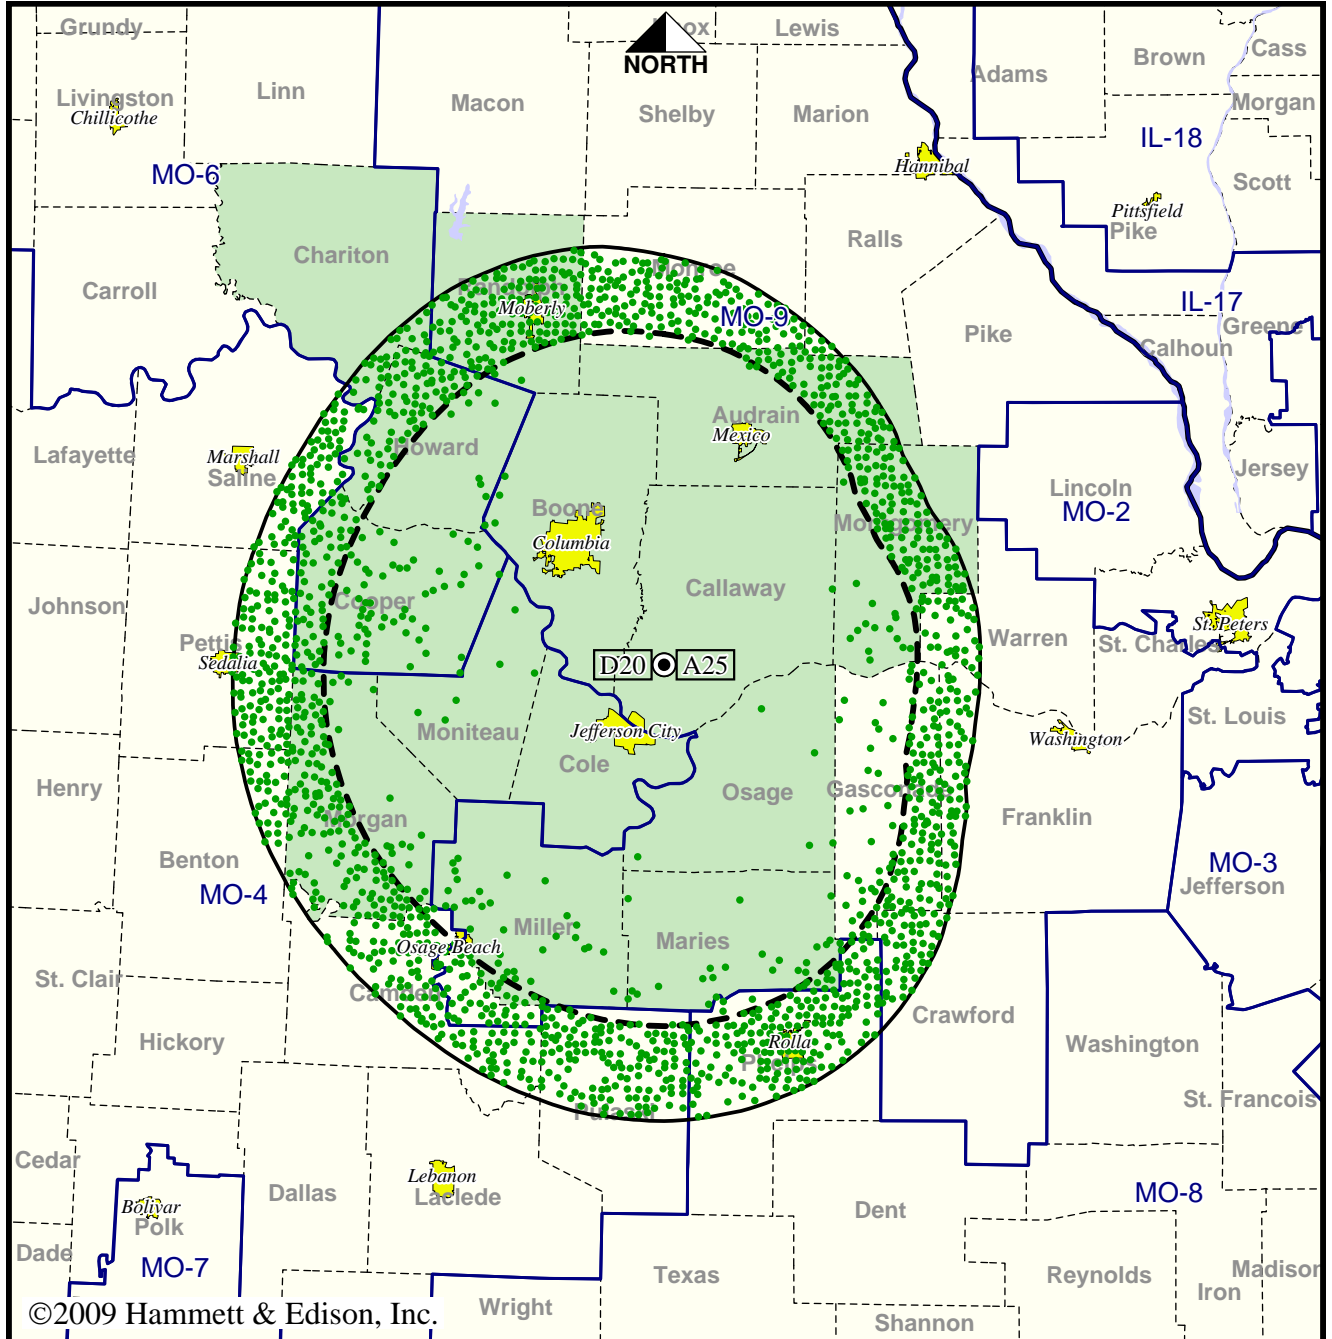 Grundy
Knox
Lewis
NORTH
Adams
Brown
Cass
Livingston
Chillicothe
Linn
Macon
Shelby
Marion
Morgan
IL-18
Hannibal
MO-6
Scott
Pittsfield
Pike
Chariton
Ralls
Monroe
Carroll
Randolph
Moberly
MO-9
IL-17
Greene
Pike
Calhoun
Audrain
Mexico
Howard
Lafayette
Marshall
Saline
Jersey
Lincoln
MO-2
Boone
Columbia
Montgomery
Callaway
Johnson
Cooper
Pettis
Sedalia
Warren
St. Peters
St. Charles
D20
A25
St. Louis
Moniteau
Jefferson City
Washington
Cole
Henry
Osage
Gasconade
Morgan
Franklin
Benton
MO-4
MO-3
Jefferson
Miller
Maries
Osage Beach
St. Clair
Camden
Crawford
Hickory
Rolla
Phelps
Washington
Pulaski
St. Francois
Cedar
Lebanon
Laclede
Dallas
MO-8
Bolivar
Polk
Dent
Dade
MO-7
Texas
Reynolds
Madison
Iron
Wright
Shannon
©2009 Hammett & Edison, Inc.